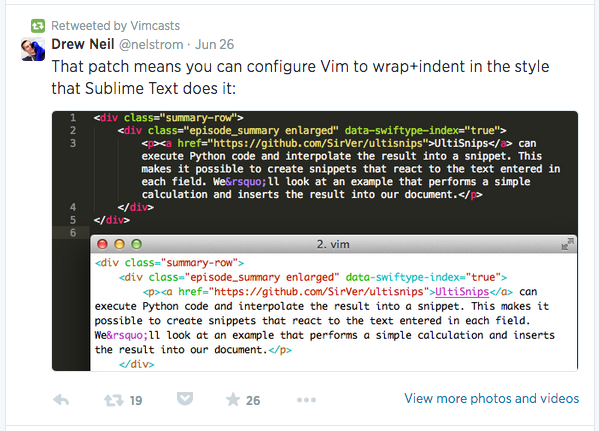 Retweeted by Vimcasts
Drew Neil @nelstrom · Jun 26
That patch means you can configure Vim to wrap+indent in the style
that Sublime Text does it:
1 <div class="summary-row">
2 <div class="episode_summary enlarged" data-swiftype-index="true">
3 <p><a href="https://github.com/SirVer/ultisnips">UltiSnips</a> can
execute Python code and interpolate the result into a snippet. This
makes it possible to create snippets that react to the text entered in
each field. We&rsquo;ll look at an example that performs a simple
calculation and inserts the result into our document.</p>
4 </div>
5 </div>
6
2. vim
<div class="summary-row">
<div class="episode_summary enlarged" data-swiftype-index="true">
<p><a href="https://github.com/SirVer/ultisnips">UltiSnips</a> can
execute Python code and interpolate the result into a snippet. This makes it
possible to create snippets that react to the text entered in each field.
We&rsquo;ll look at an example that performs a simple calculation and inserts
the result into our document.</p>
</div>
19 26 View more photos and videos